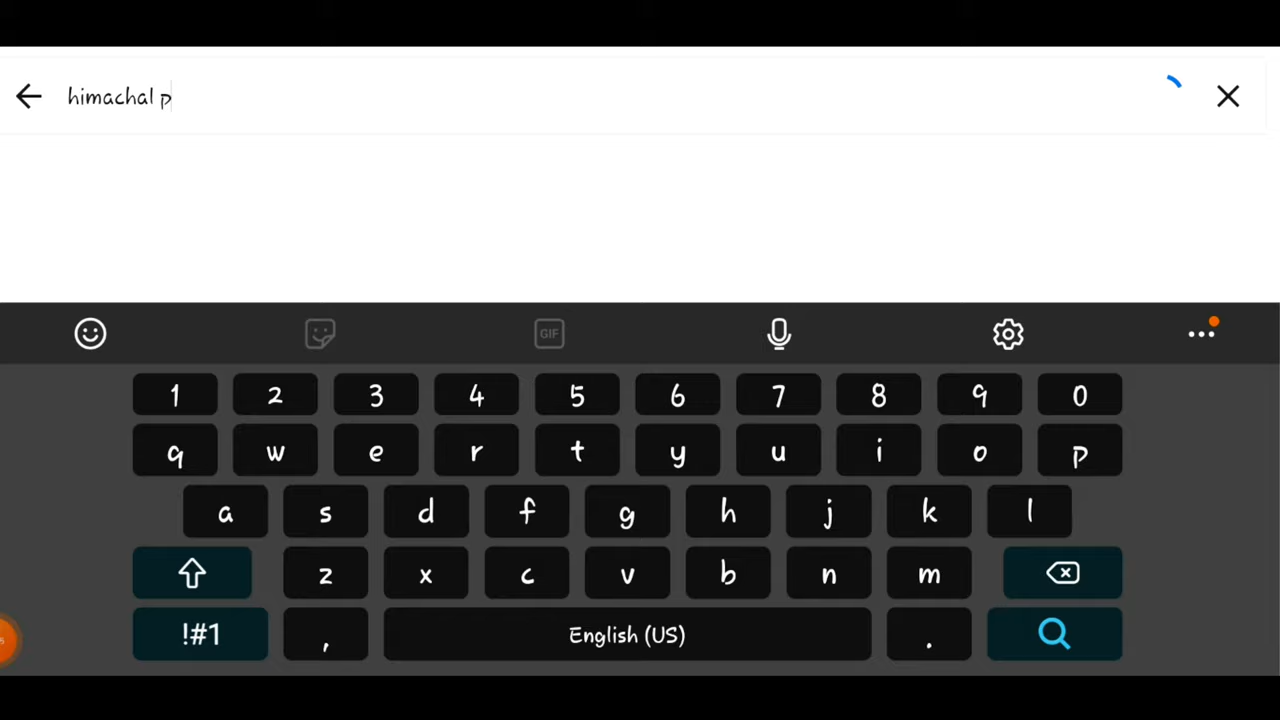 himachal p
GIF
1 2 3 4 5 6 7 8 9 0
q w e r t y u i o p
a s d f g h j k l
z x c v b n m
!#1 , English (US) .